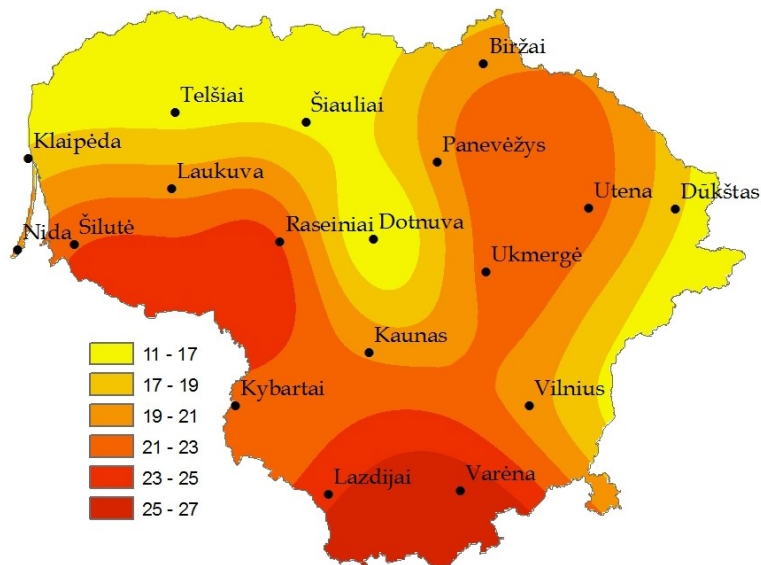 Biržai
Telšiai
Šiauliai
Klaipėda
Panevėžys
Laukuva
Utena
Dūkštas
Nida
Šilutė
Raseiniai
Dotnuva
Ukmergė
Kaunas
11 - 17
17 - 19
Kybartai
Vilnius
19 - 21
21 - 23
23 - 25
Lazdijai
Varėna
25 - 27